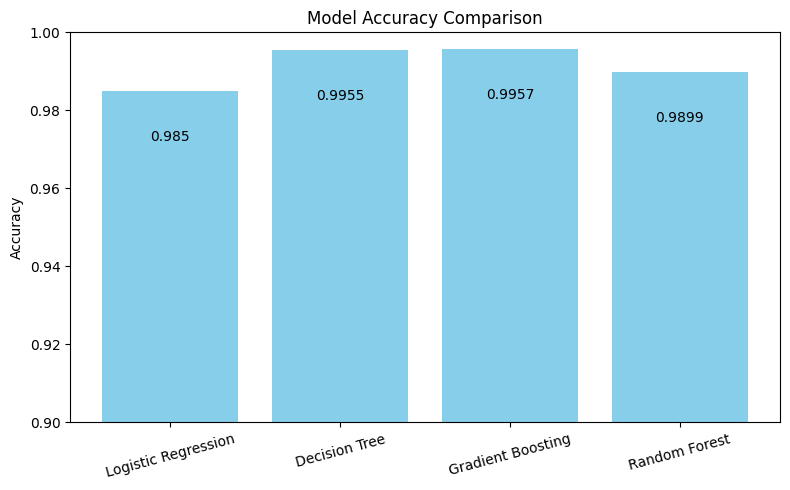 Model Accuracy Comparison
Accuracy
1.00
0.98
0.96
0.94
0.92
0.90
0.985
0.9955
0.9957
0.9899
Logistic Regression
Decision Tree
Gradient Boosting
Random Forest